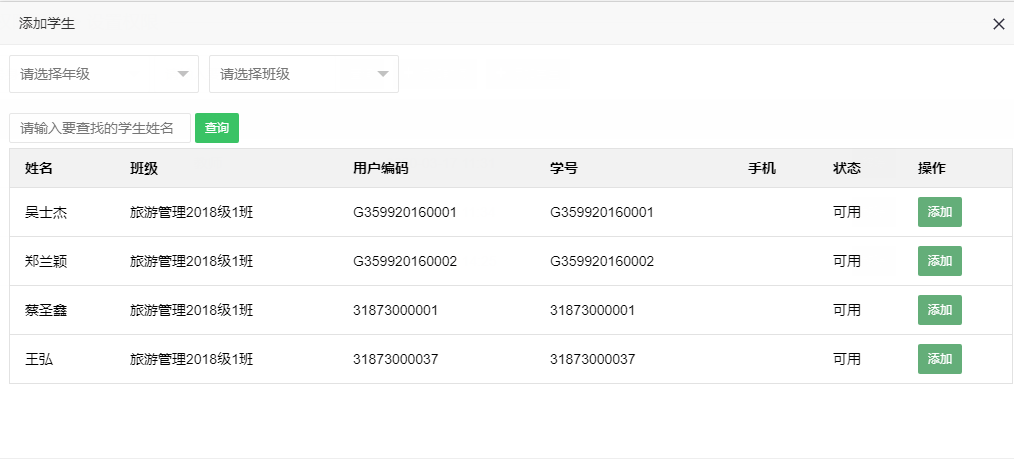 添加学生
请选择年级 请选择班级
请输入要查找的学生姓名 查询
姓名 班级 用户编码 学号 手机 状态 操作
吴士杰 旅游管理2018级1班 G359920160001 G359920160001 可用 添加
郑兰颖 旅游管理2018级1班 G359920160002 G359920160002 可用 添加
蔡圣鑫 旅游管理2018级1班 31873000001 31873000001 可用 添加
王弘 旅游管理2018级1班 31873000037 31873000037 可用 添加